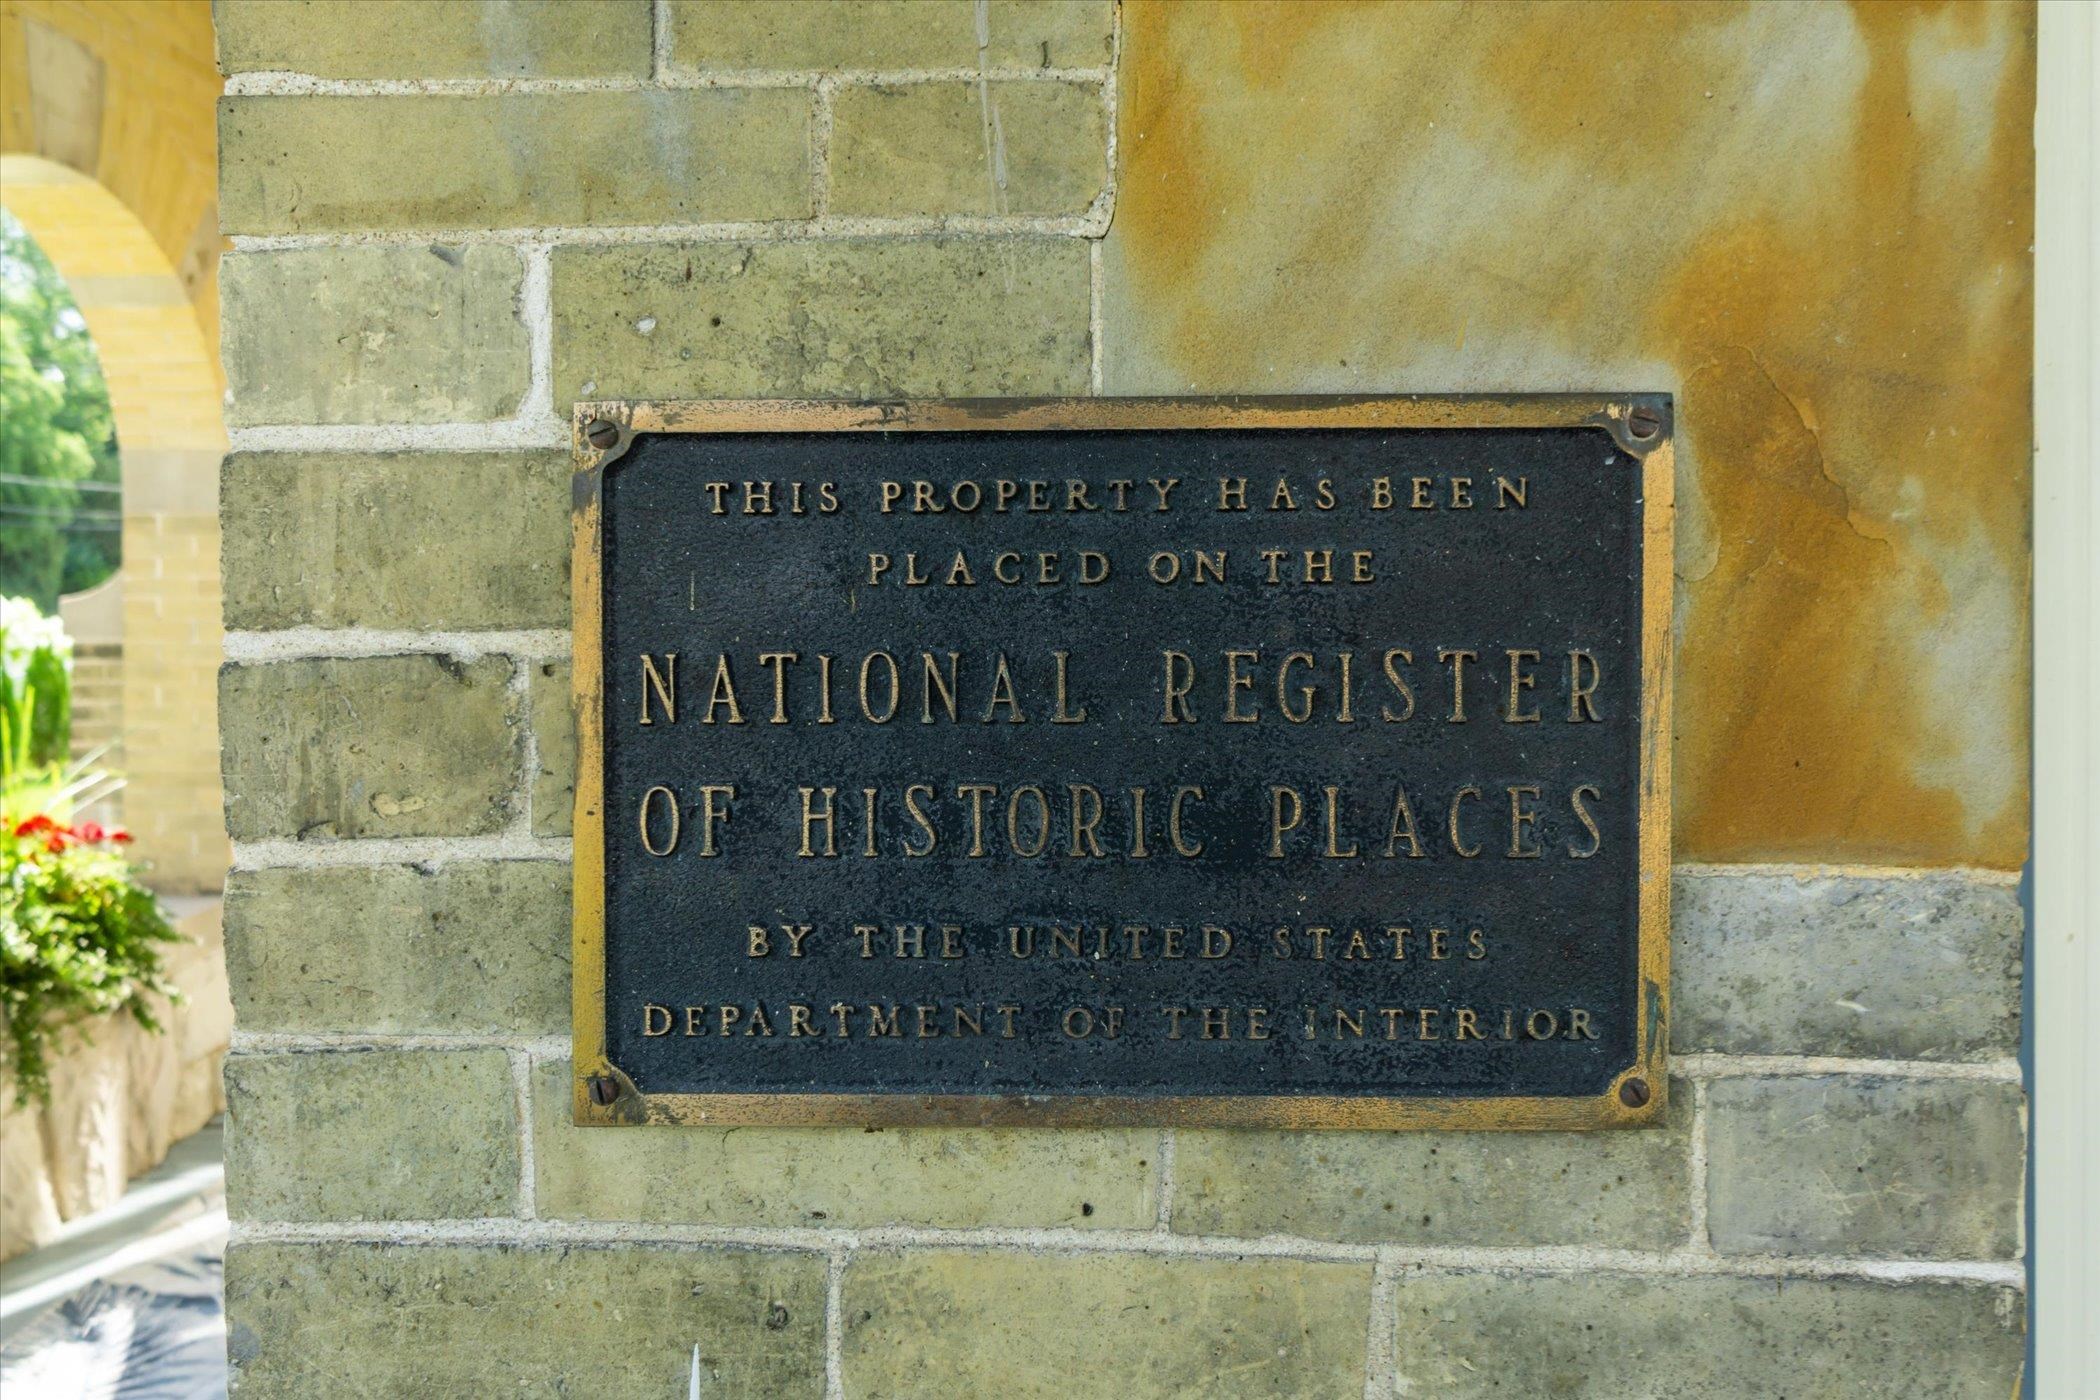 THIS PROPERTY HAS BEEN
PLACED ON THE
NATIONAL REGISTER
OF HISTORIC PLACES
BY THE UNITED STATES
DEPARTMENT OF THE INTERIOR